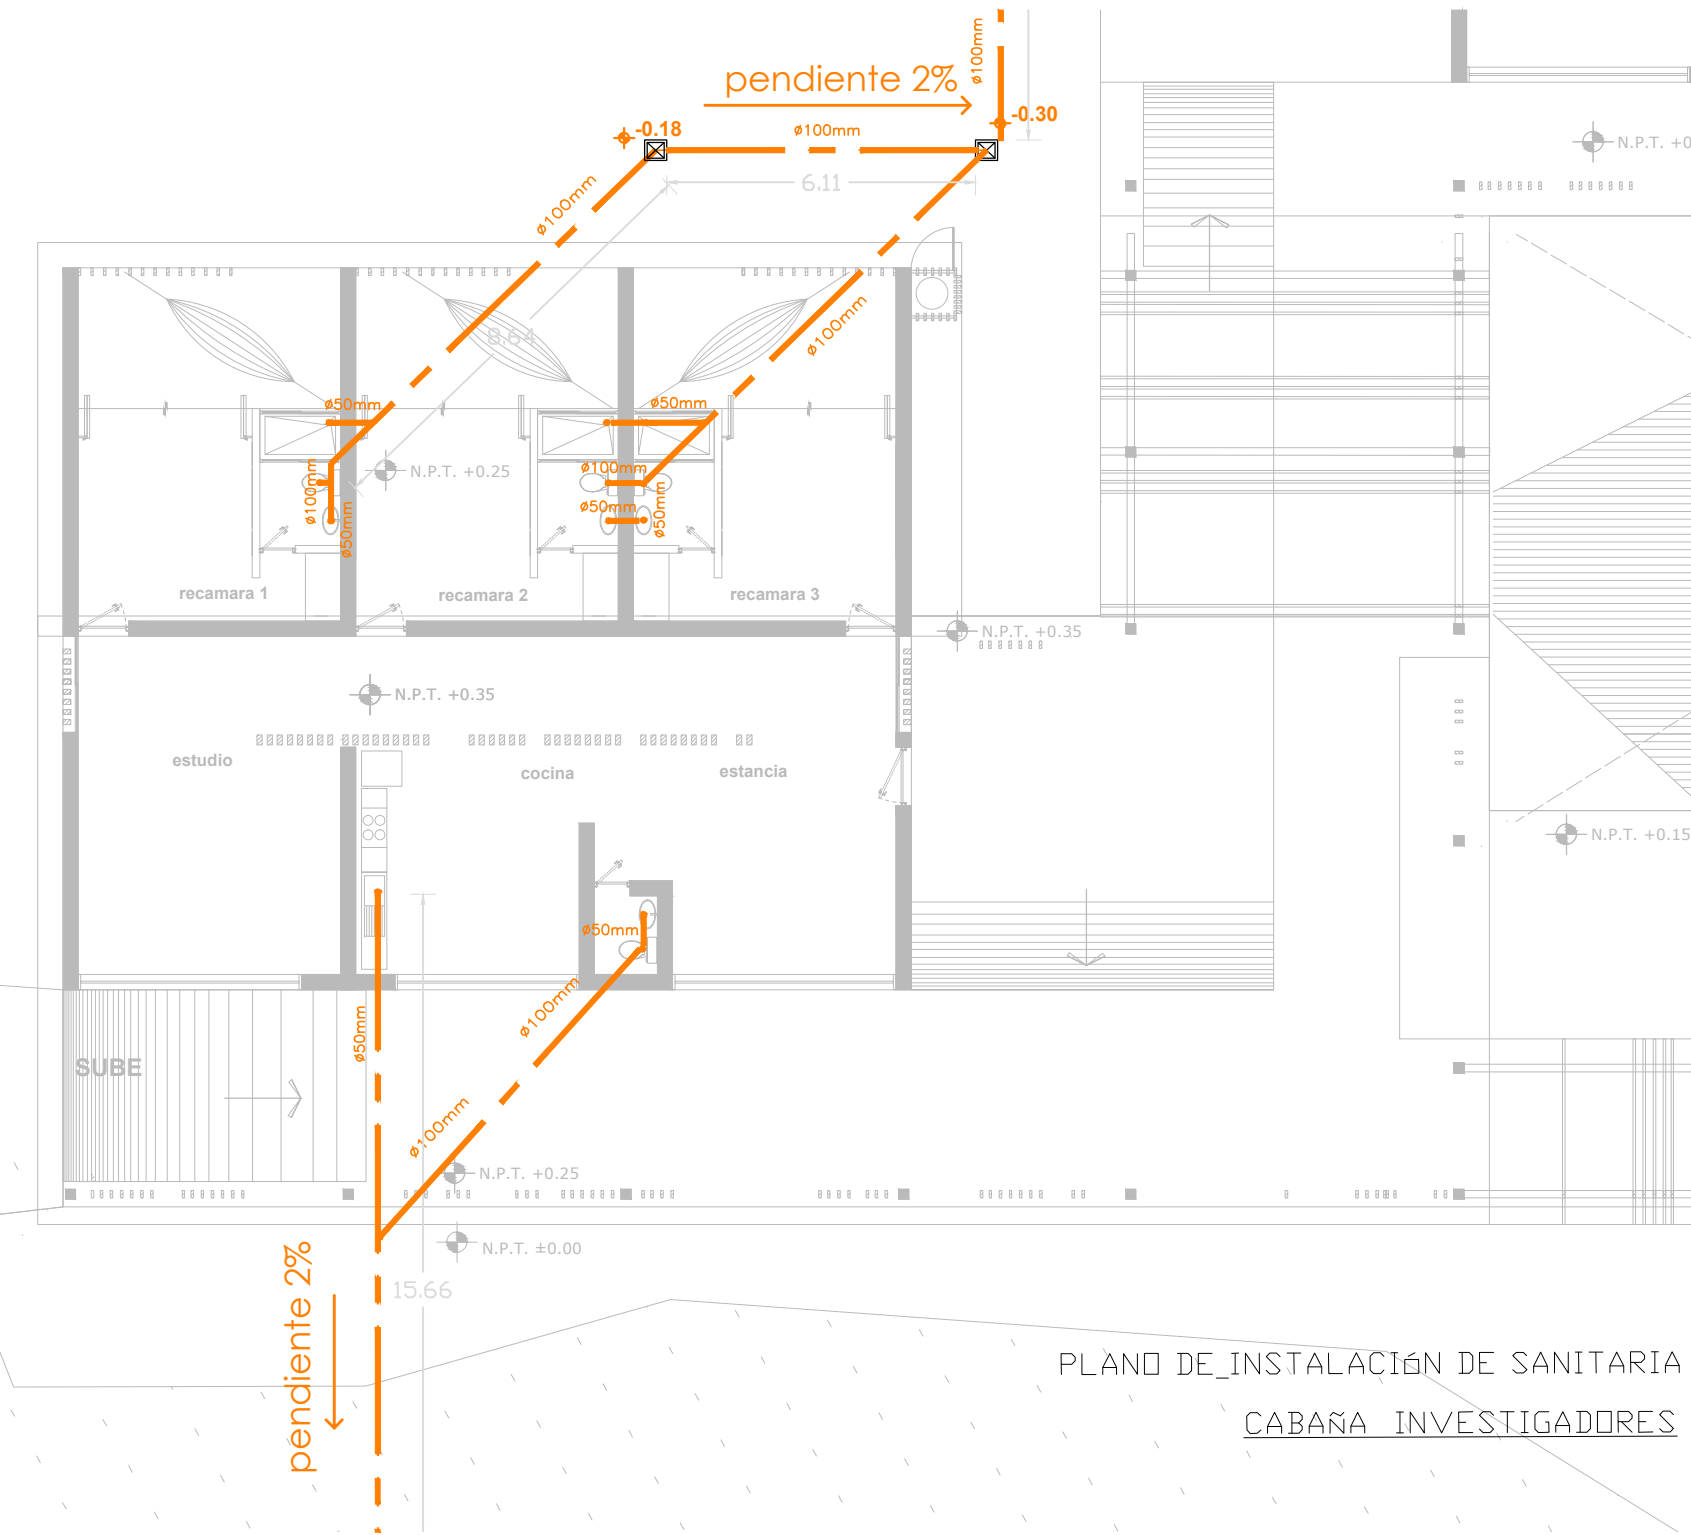 ø100mm
pendiente 2%
-0.30
-0.18
ø100mm
N.P.T. +0
6.11
ø100mm
ø100mm
8.64
ø50mm
ø50mm
N.P.T. +0.25
ø100mm
ø100mm
ø50mm
ø50mm
ø50mm
recamara 1
recamara 2
recamara 3
N.P.T. +0.35
N.P.T. +0.35
estudio
cocina
estancia
N.P.T. +0.15
ø50mm
ø100mm
ø50mm
SUBE
ø100mm
N.P.T. +0.25
N.P.T. ±0.00
pendiente 2%
15.66
PLANO DE_INSTALACIóN DE SANITARIA
CABAñA INVESTIGADORES